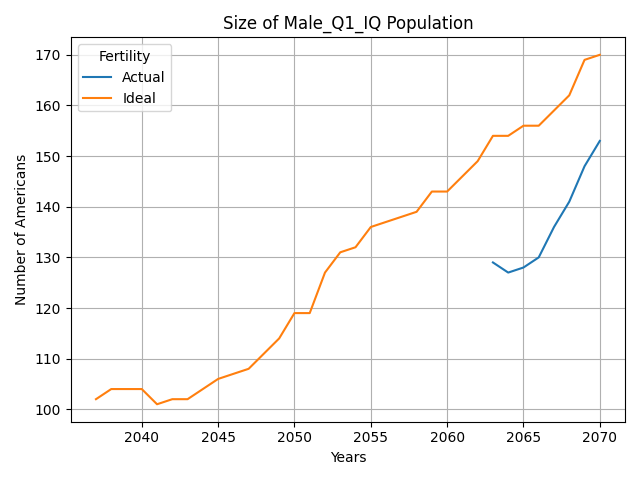 Size of Male_Q1_IQ Population
Fertility
Actual
Ideal
Number of Americans
170
160
150
140
130
120
110
100
2040 2045 2050 2055 2060 2065 2070
Years